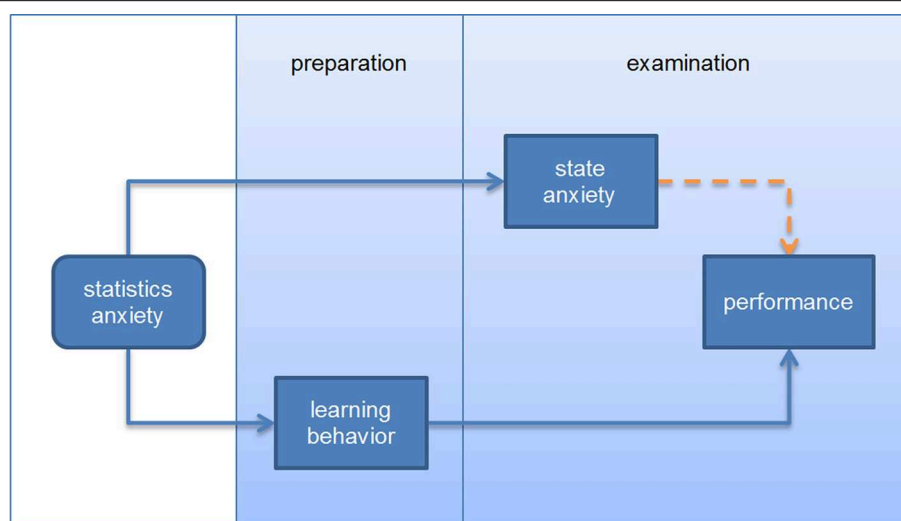 preparation
examination
state
anxiety
statistics
anxiety
performance
learning
behavior